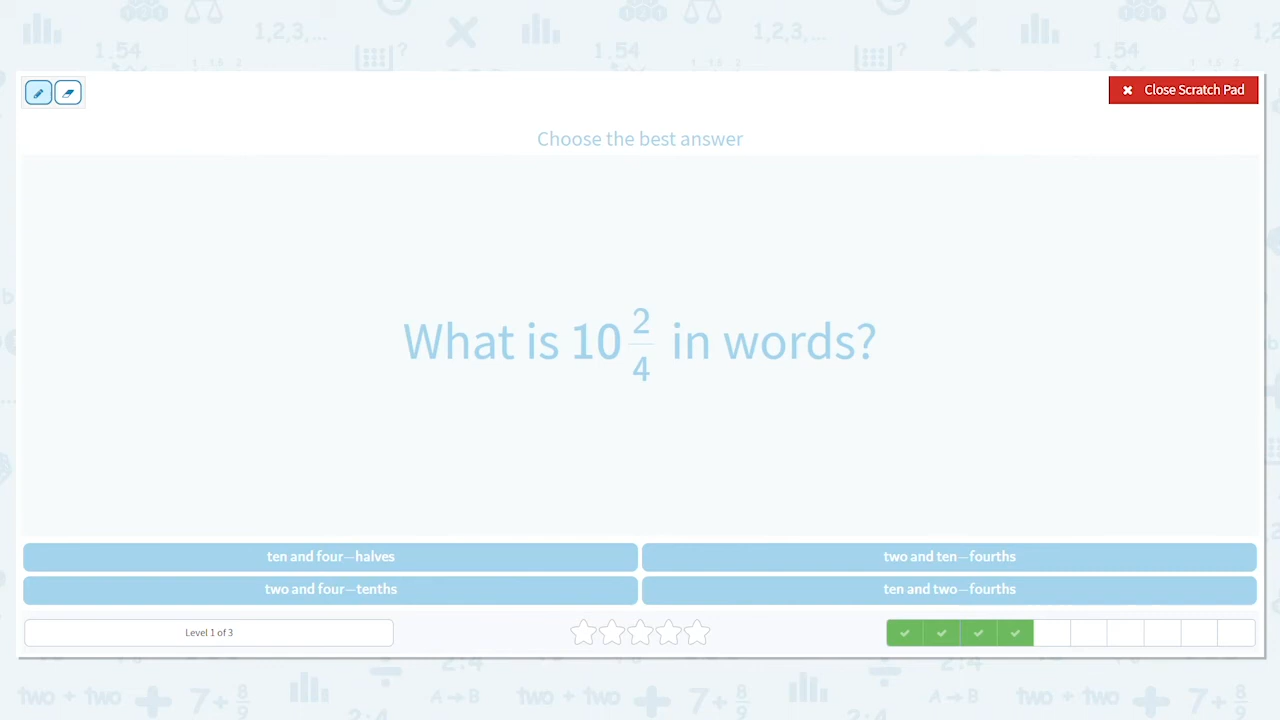 Close Scratch Pad
Choose the best answer
What is 10 2/4 in words?
ten and four—halves
two and ten—fourths
two and four—tenths
ten and two—fourths
Level 1 of 3